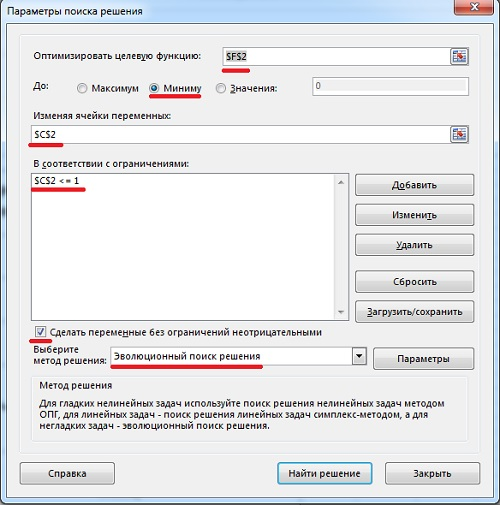 Параметры поиска решения
Оптимизировать целевую функцию: $F$2
До: Максимум Миниму Значения: 0
Изменяя ячейки переменных:
$C$2
В соответствии с ограничениями:
$C$2 <= 1
Добавить
Изменить
Удалить
Сбросить
Загрузить/сохранить
Сделать переменные без ограничений неотрицательными
Выберите
метод решения: Эволюционный поиск решения Параметры
Метод решения
Для гладких нелинейных задач используйте поиск решения нелинейных задач методом
ОПГ, для линейных задач - поиск решения линейных задач симплекс-методом, а для
негладких задач - эволюционный поиск решения.
Справка Найти решение Закрыть